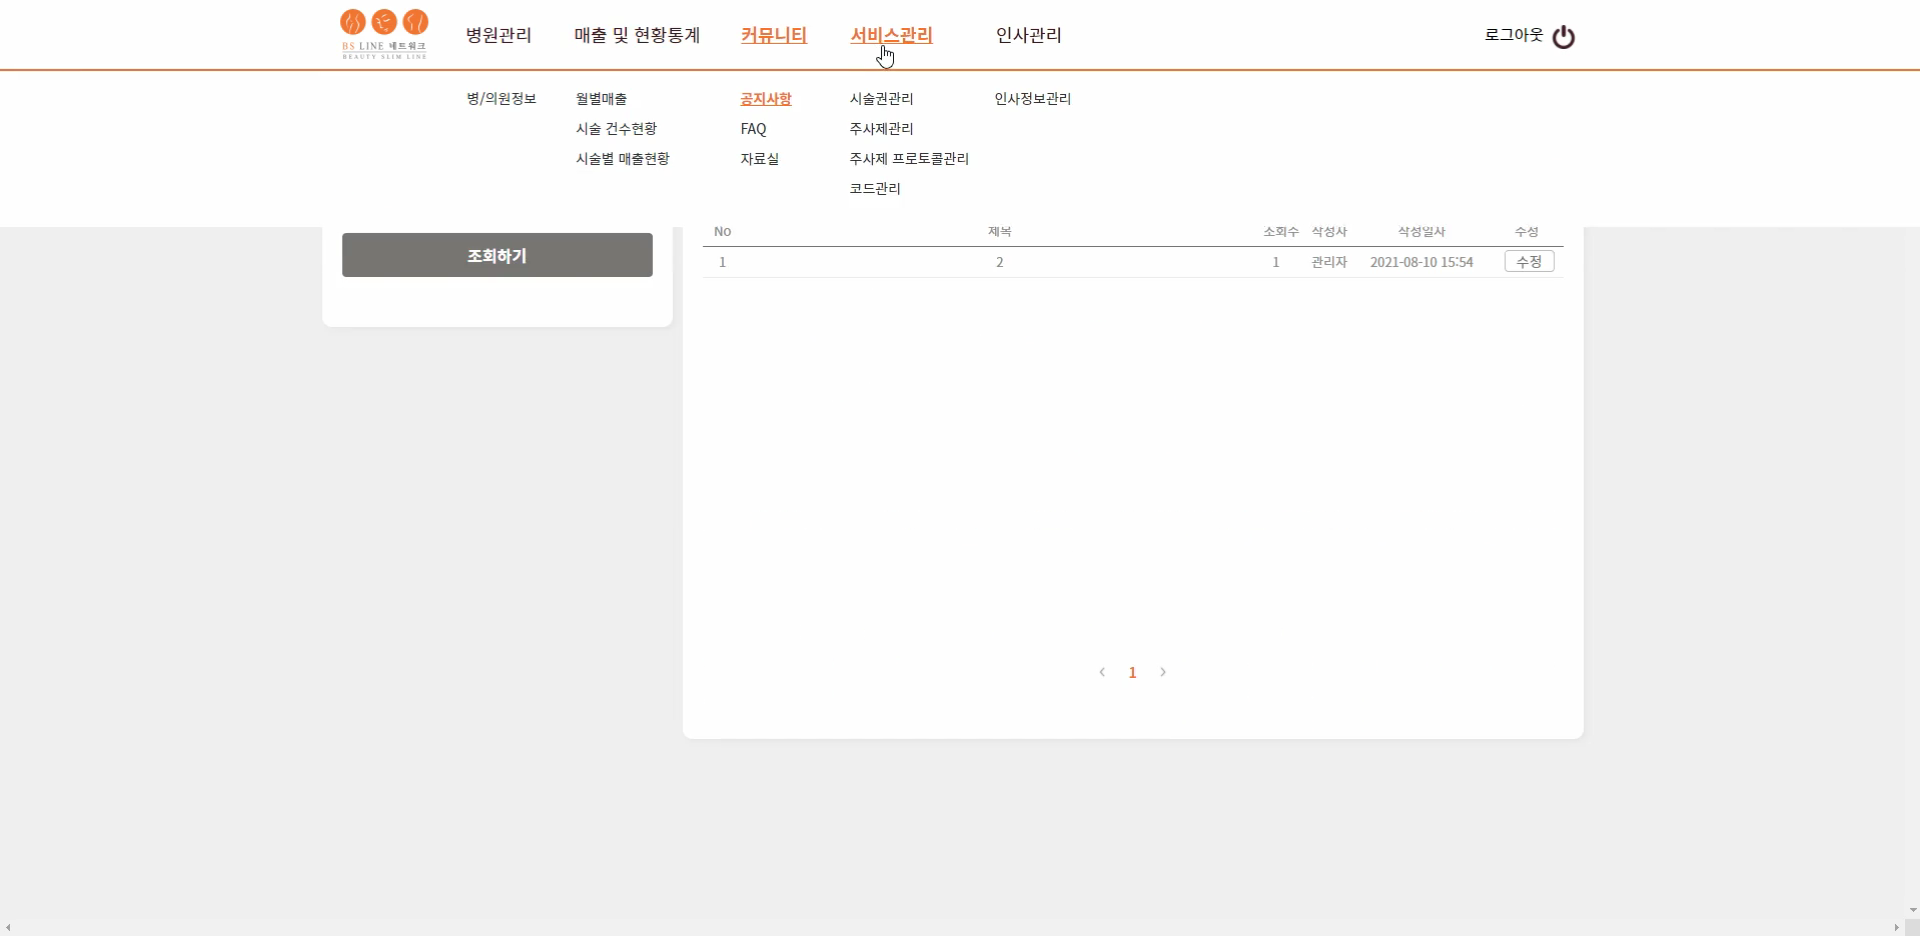 BS LINE 네트워크
BEAUTY SLIM LINE
병원관리 매출 및 현황통계 커뮤니티 서비스관리 인사관리 로그아웃
병/의원정보 월별매출 공지사항 시술권관리 인사정보관리
시술 건수현황 FAQ 주사제관리
시술별 매출현황 자료실 주사제 프로토콜관리
코드관리
No 제목 조회수 작성자 작성일자 수정
조회하기
1 2 1 관리자 2021-08-10 15:54 수정
‹ 1 ›